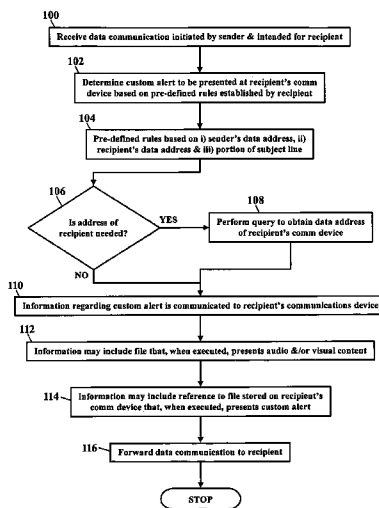 100
Receive data communication initiated by sender & intended for recipient
102
Determine custom alert to be presented at recipient's comm
device based on pre-defined rules established by recipient
104
Pre-defined rules based on i) sender's data address, ii)
recipient's data address & iii) portion of subject line
106
Is address of
recipient needed?
YES
108
Perform query to obtain data address
of recipient's comm device
NO
110
Information regarding custom alert is communicated to recipient's communications device
112
Information may include file that, when executed, presents audio &/or visual content
114
Information may include reference to file stored on recipient's
comm device that, when executed, presents custom alert
116
Forward data communication to recipient
STOP